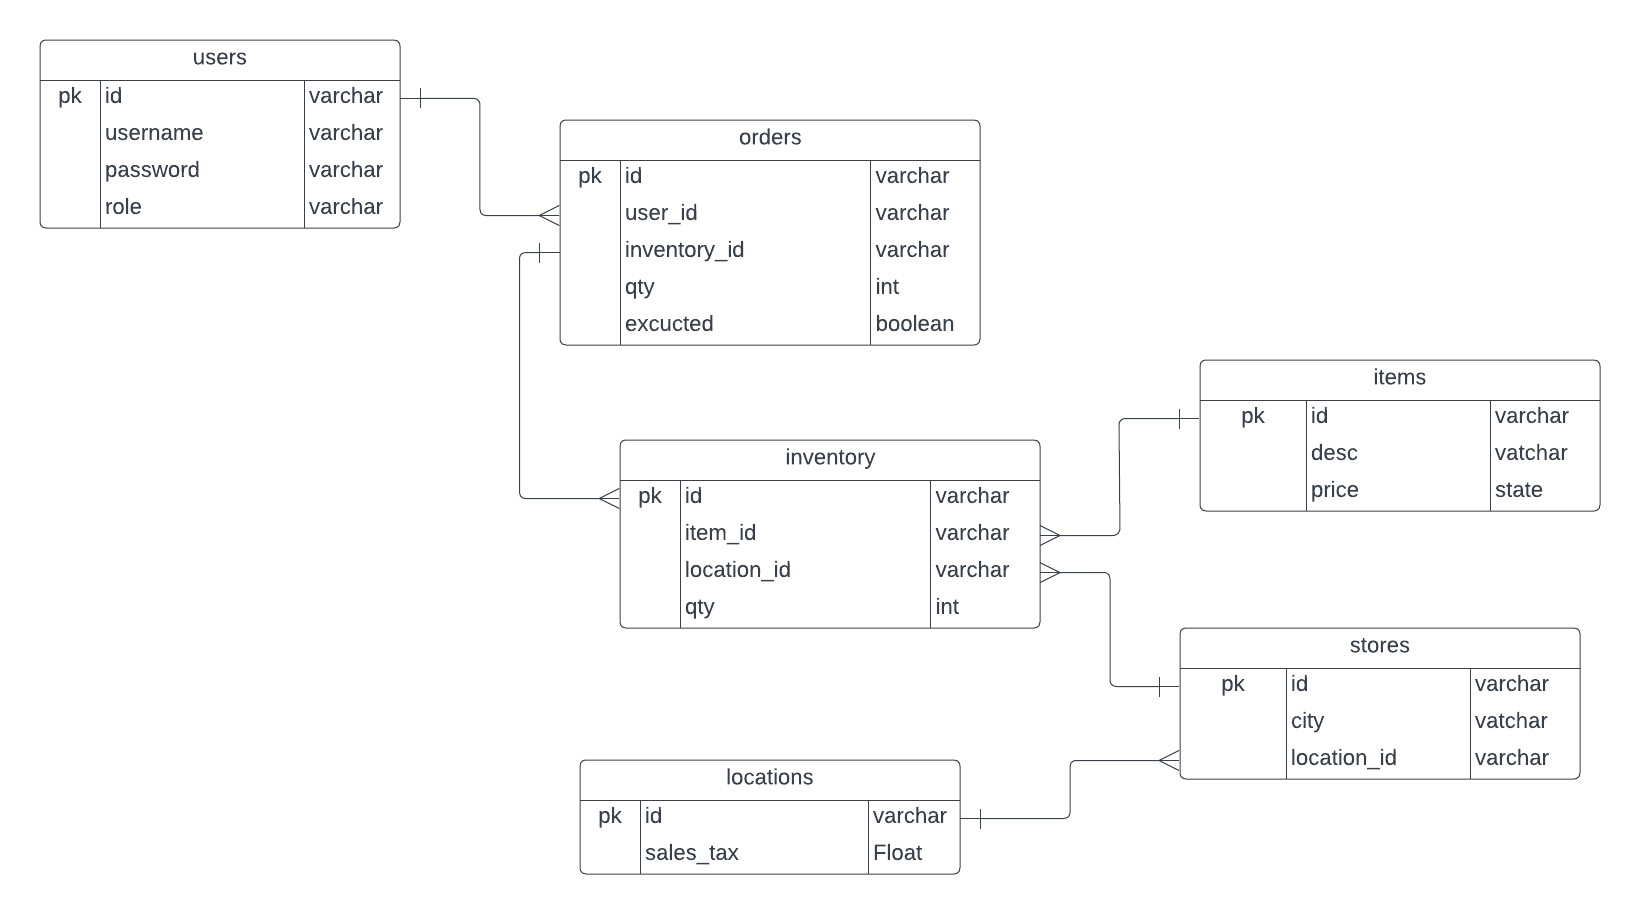 users
pk id varchar
username varchar
password varchar
role varchar
orders
pk id varchar
user_id varchar
inventory_id varchar
qty int
excucted boolean
items
pk id varchar
desc vatchar
price state
inventory
pk id varchar
item_id varchar
location_id varchar
qty int
stores
pk id varchar
city vatchar
location_id varchar
locations
pk id varchar
sales_tax Float